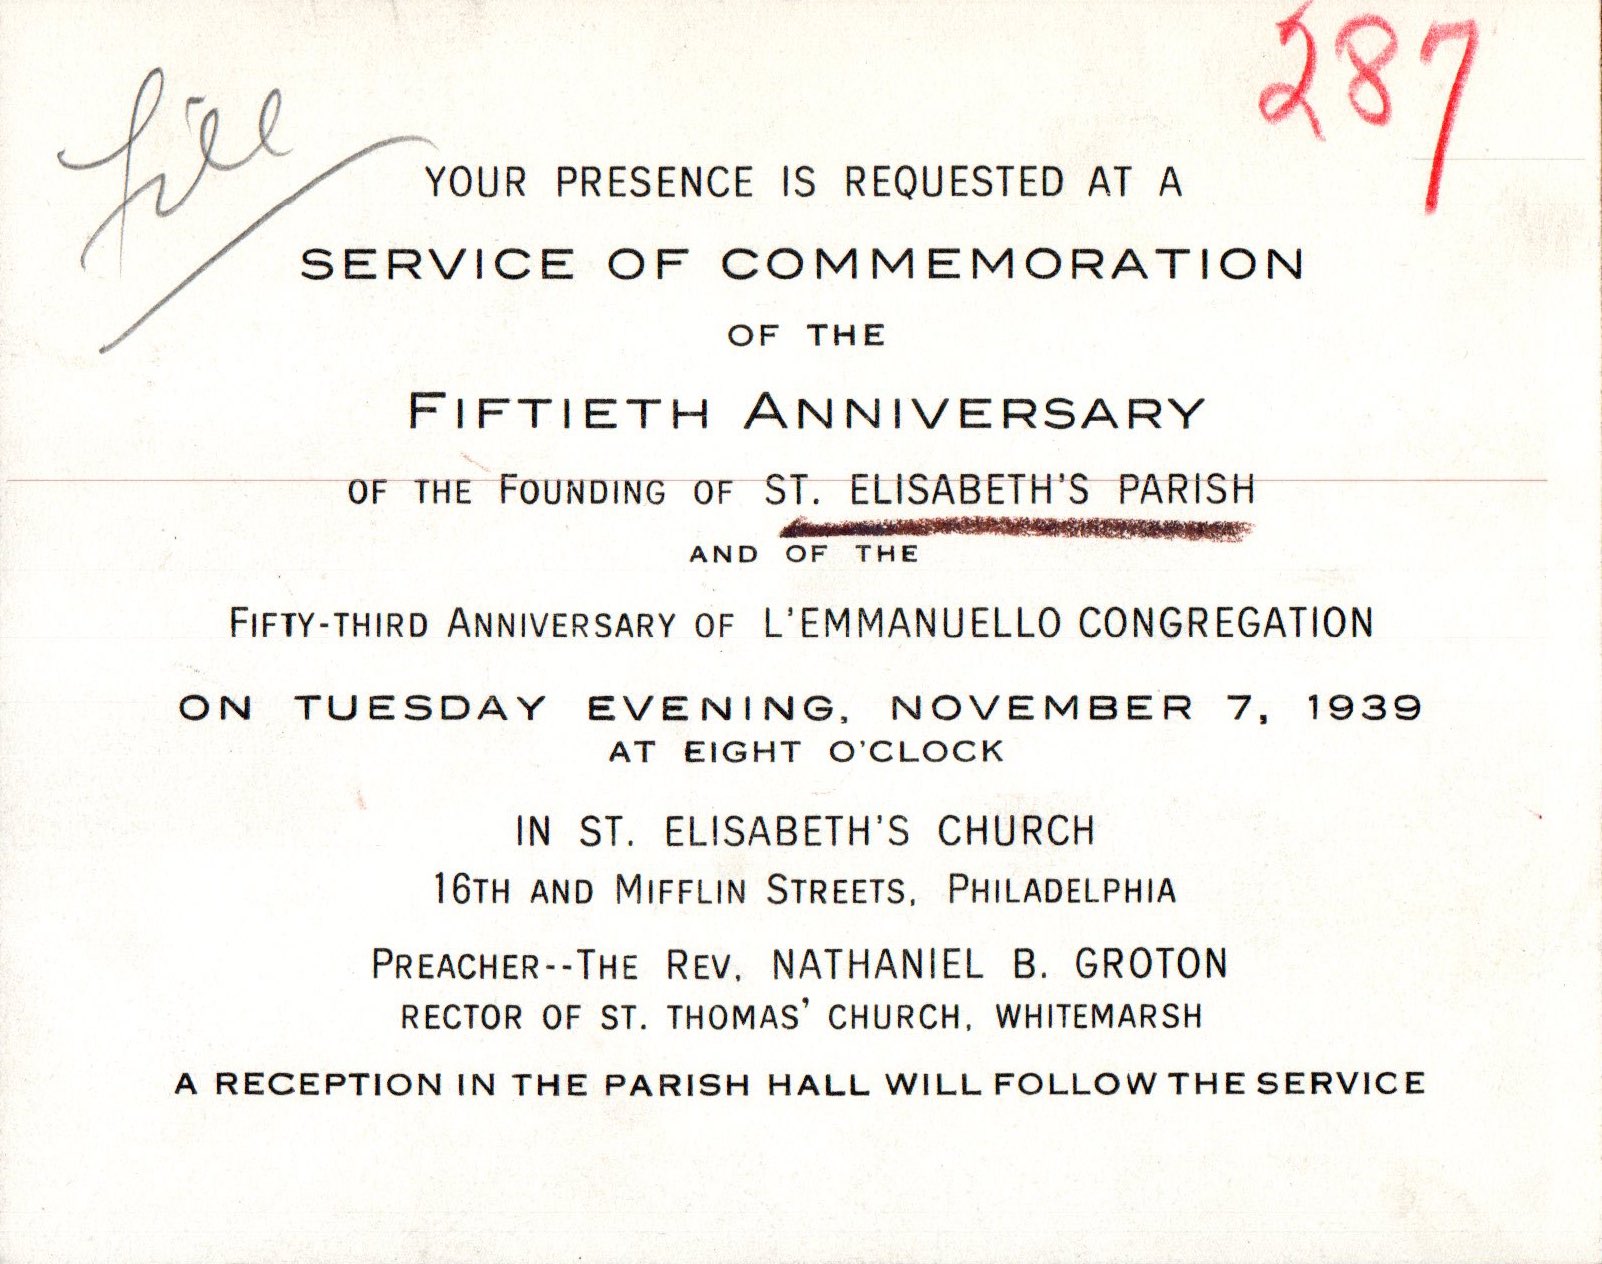 287
YOUR PRESENCE IS REQUESTED AT A
SERVICE OF COMMEMORATION
OF THE
FIFTIETH ANNIVERSARY
OF THE FOUNDING OF ST. ELISABETH'S PARISH
AND OF THE
FIFTY-THIRD ANNIVERSARY OF L'EMMANUELLO CONGREGATION
ON TUESDAY EVENING, NOVEMBER 7, 1939
AT EIGHT O'CLOCK
IN ST. ELISABETH'S CHURCH
16TH AND MIFFLIN STREETS, PHILADELPHIA
PREACHER--THE REV. NATHANIEL B. GROTON
RECTOR OF ST. THOMAS' CHURCH, WHITEMARSH
A RECEPTION IN THE PARISH HALL WILL FOLLOW THE SERVICE